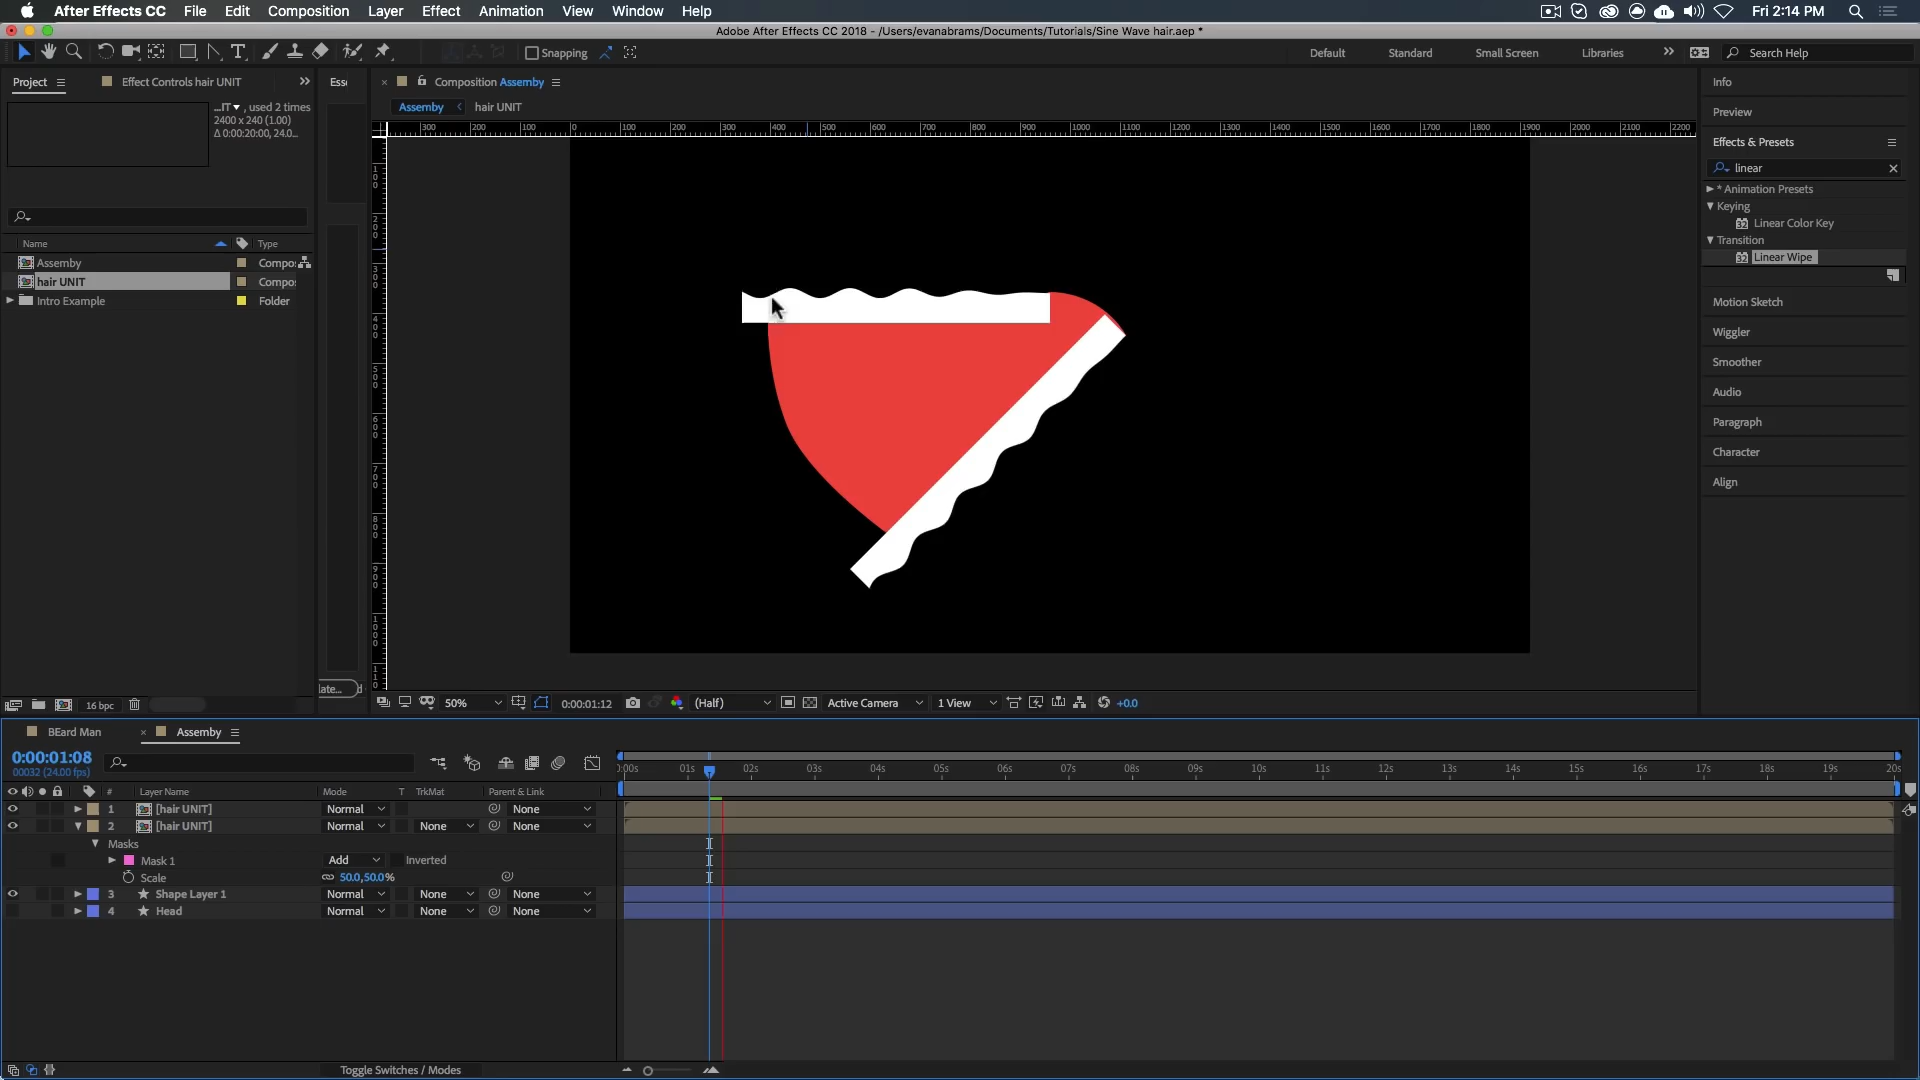 After Effects CC File Edit Composition Layer Effect Animation View Window Help Fri 2:14 PM
Adobe After Effects CC 2018 - /Users/evanabrams/Documents/Tutorials/Sine Wave hair.aep *
Snapping Default Standard Small Screen Libraries Search Help
Project Effect Controls hair UNIT Composition Assemby Info
...IT , used 2 times
2400 x 240 (1.00)
Δ 0:00:20:00, 24.0...
Assemby hair UNIT
300 200 100 0 100 200 300 400 500 600 700 800 900 1000 1100 1200 1300 1400 1500 1600 1700 1800 1900 2000 2100 2200
Preview
Effects & Presets
linear
* Animation Presets
Keying
Linear Color Key
Transition
Linear Wipe
Motion Sketch
Wiggler
Smoother
Audio
Paragraph
Character
Align
Name Type
Assemby Compo
hair UNIT Compo
Intro Example Folder
16 bpc
late...
50% 0:00:01:12 (Half) Active Camera 1 View +0.0
BEard Man Assemby
0:00:01:08
00032 (24.00 fps)
01s 02s 03s 04s 05s 06s 07s 08s 09s 10s 11s 12s 13s 14s 15s 16s 17s 18s 19s 20s
# Layer Name Mode T TrkMat Parent & Link
1 [hair UNIT] Normal None
2 [hair UNIT] Normal None None
Masks
Mask 1 Add Inverted
Scale 50.0,50.0%
3 Shape Layer 1 Normal None None
4 Head Normal None None
Toggle Switches / Modes